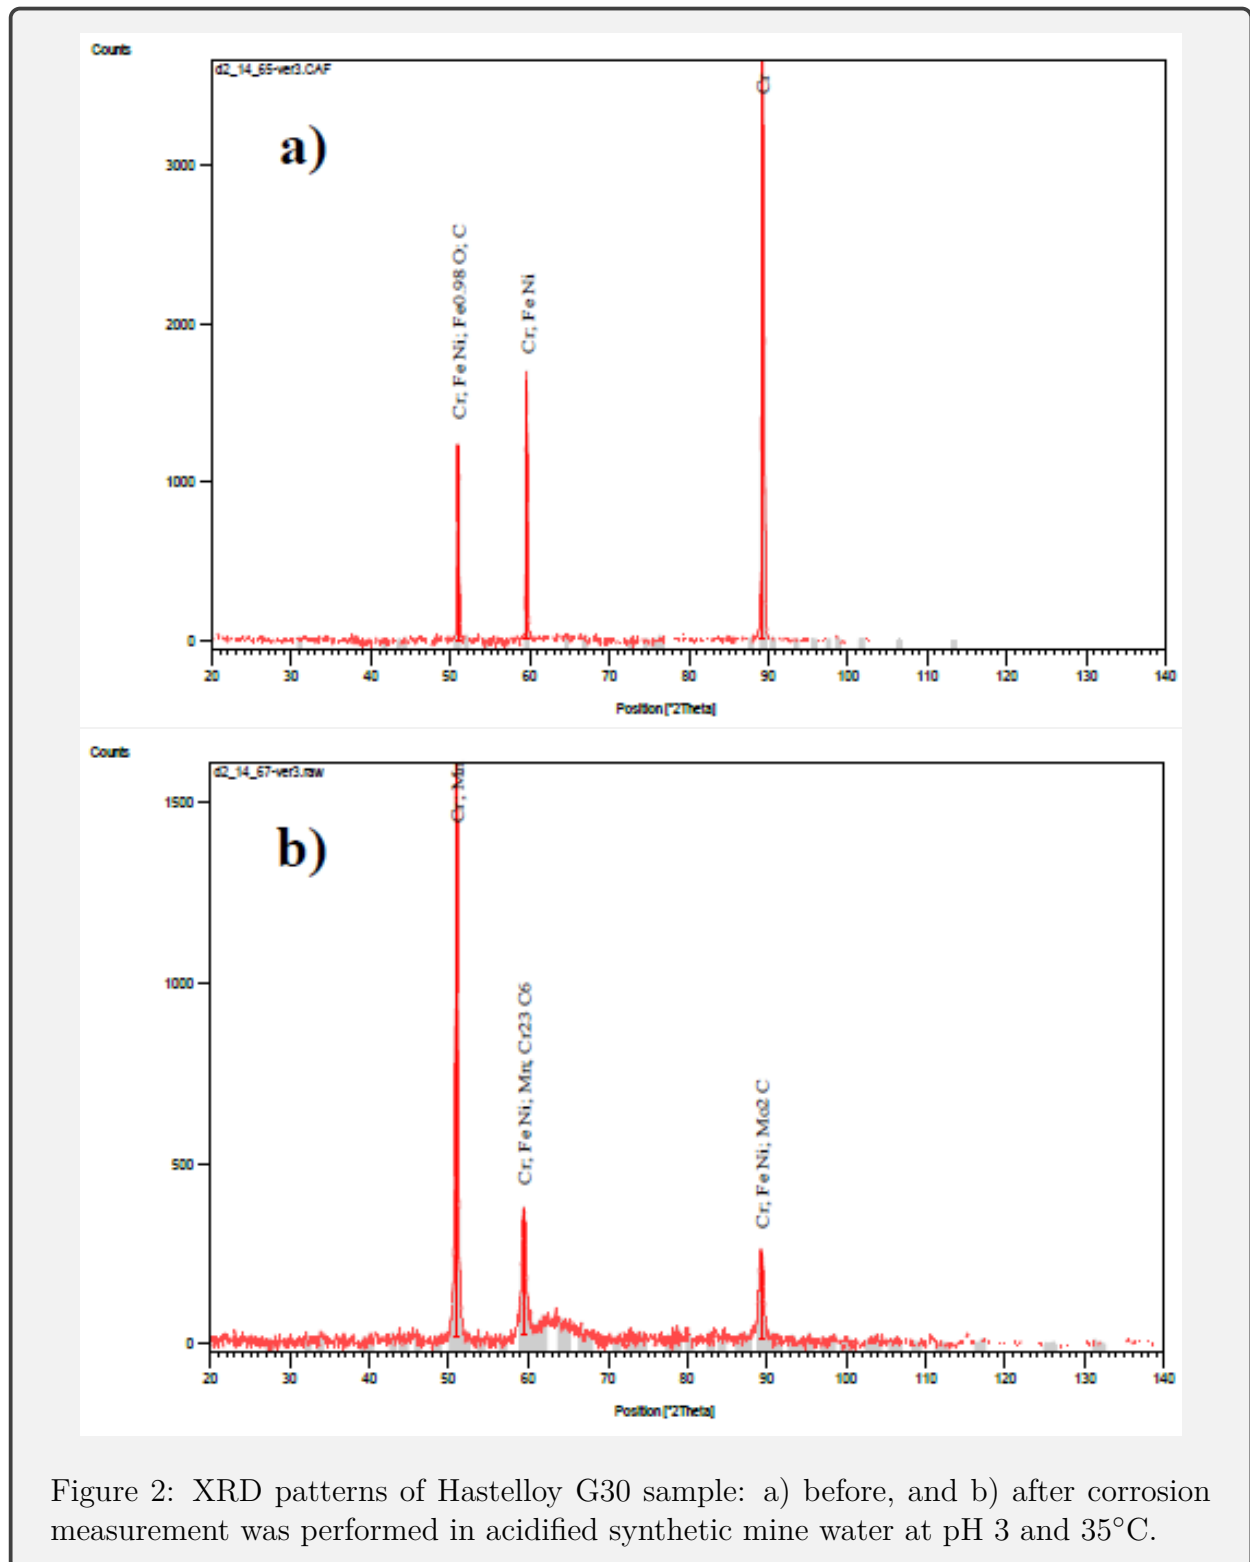 Counts
d2_14_65-ver3.CAF
a)
Cr
3000
Cr; Fe Ni; Fe0.98 O; C
Cr; Fe Ni
2000
1000
0
20 30 40 50 60 70 80 90 100 110 120 130 140
Position [°2Theta]
Counts
d2_14_67-ver3.raw
Cr; Mn
1500
b)
1000
Cr; Fe Ni; Mn; Cr23 C6
Cr; Fe Ni; Mo2 C
500
0
20 30 40 50 60 70 80 90 100 110 120 130 140
Position [°2Theta]
Figure 2: XRD patterns of Hastelloy G30 sample: a) before, and b) after corrosion
measurement was performed in acidified synthetic mine water at pH 3 and 35°C.